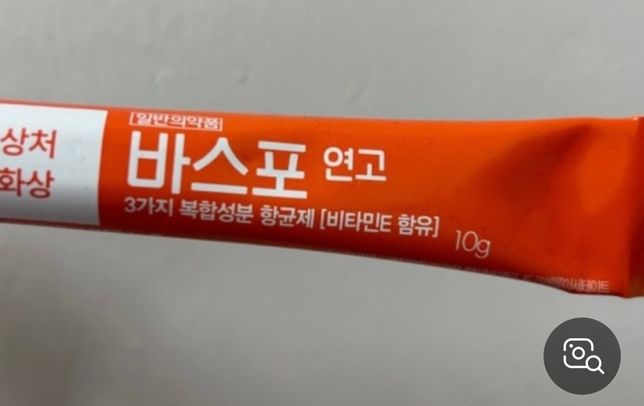 상처
화상
[일반의약품]
바스포 연고
3가지 복합성분 항균제 [비타민E 함유]
10g